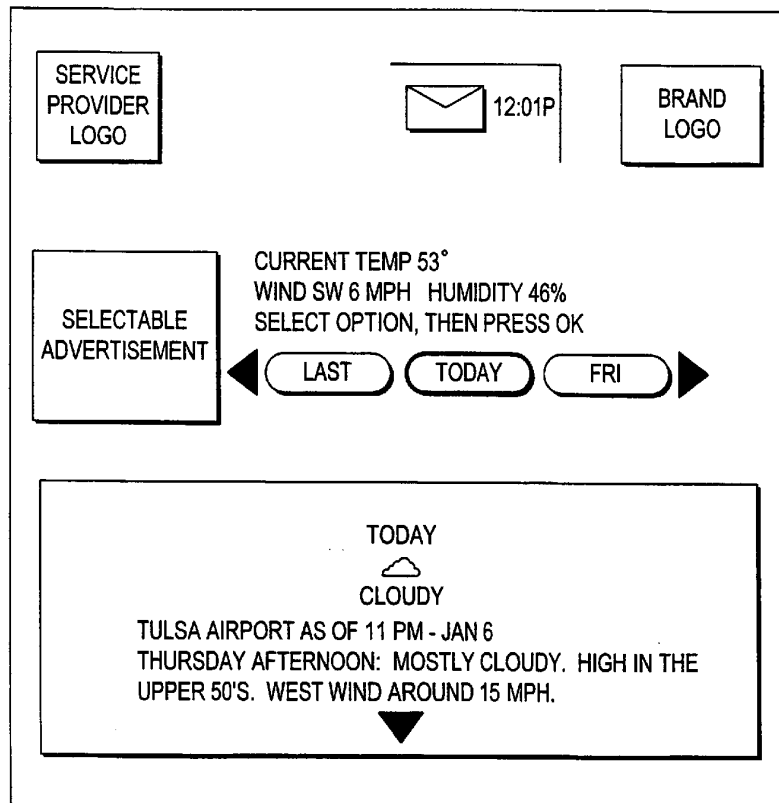 SERVICE
PROVIDER
LOGO
12:01P
BRAND
LOGO
SELECTABLE
ADVERTISEMENT
CURRENT TEMP 53°
WIND SW 6 MPH HUMIDITY 46%
SELECT OPTION, THEN PRESS OK
LAST
TODAY
FRI
TODAY
CLOUDY
TULSA AIRPORT AS OF 11 PM - JAN 6
THURSDAY AFTERNOON: MOSTLY CLOUDY. HIGH IN THE
UPPER 50'S. WEST WIND AROUND 15 MPH.